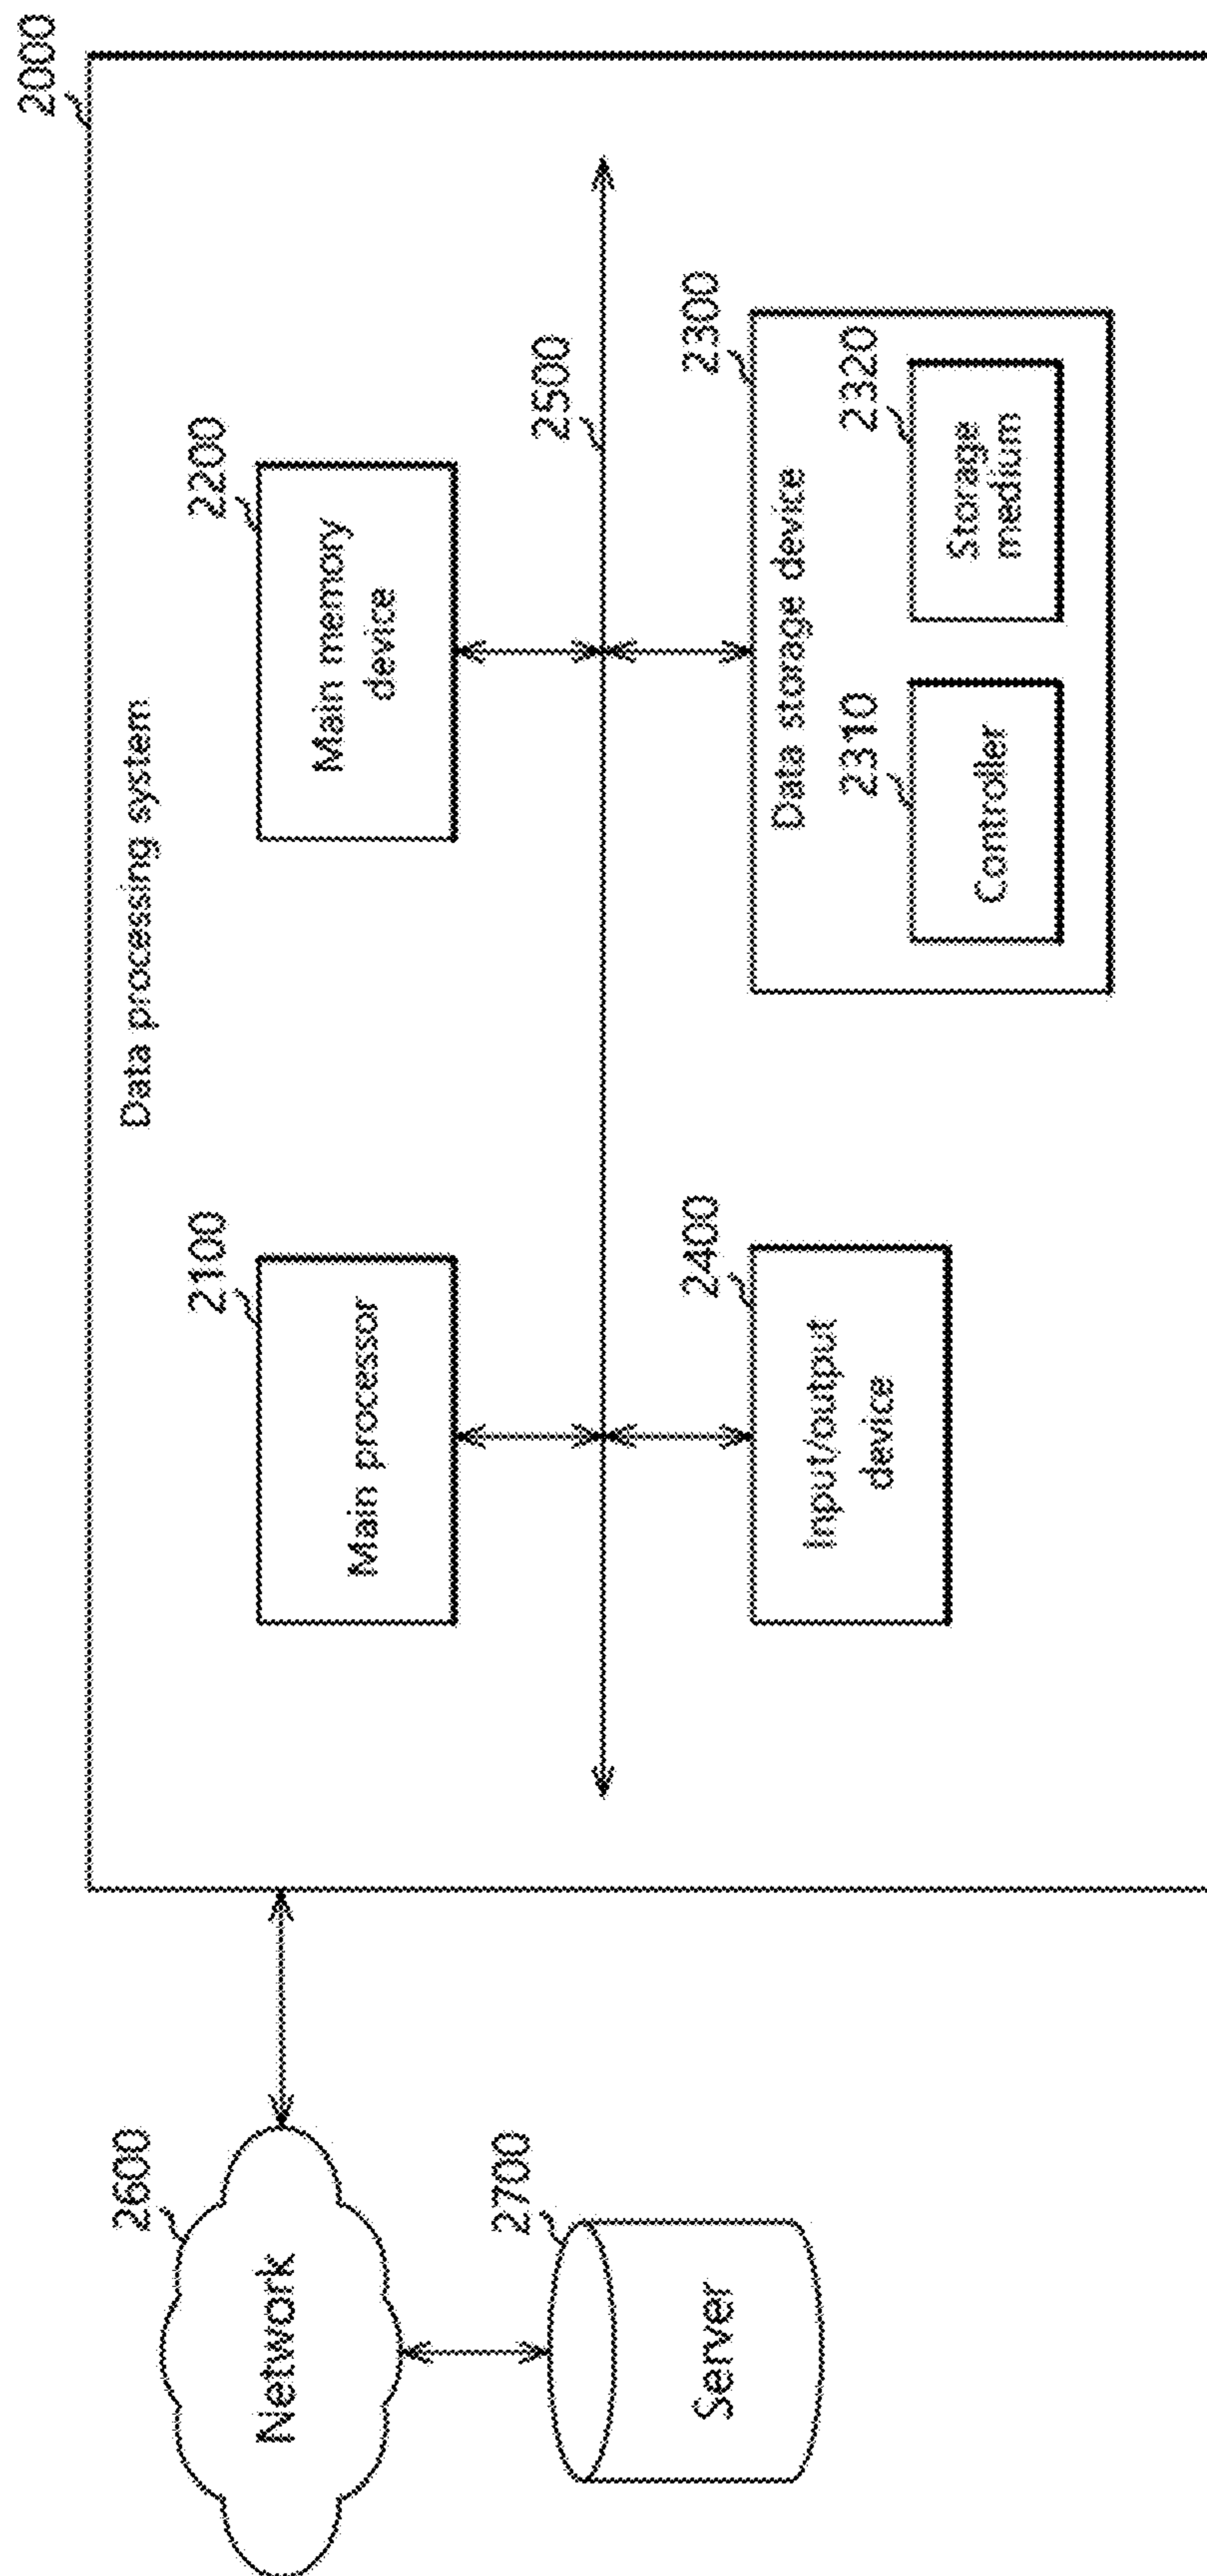 2000
Data processing system
2600
Network
2100
Main processor
2200
Main memory
device
2500
2700
Server
2400
Input/output
device
2300
Data storage device
2310
Controller
2320
Storage
medium